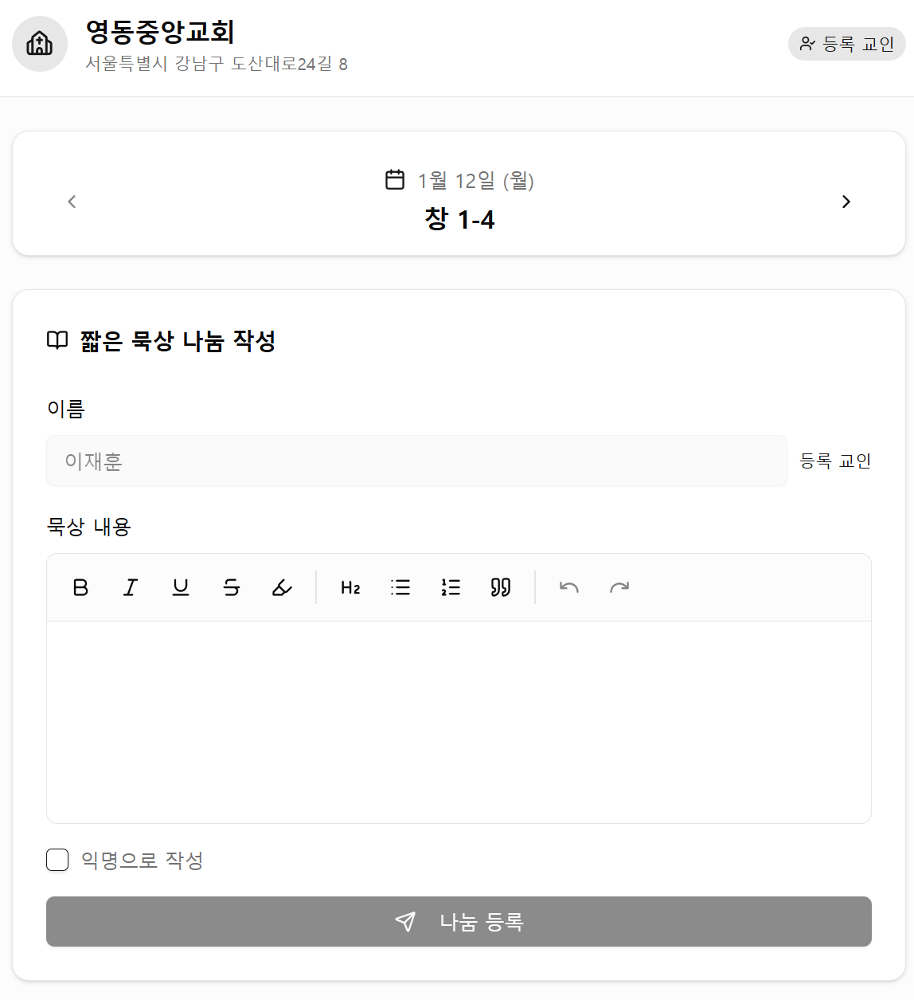 영동중앙교회
서울특별시 강남구 도산대로24길 8
등록 교인
1월 12일 (월)
창 1-4
짧은 묵상 나눔 작성
이름
이재훈
등록 교인
묵상 내용
B I U S H2
익명으로 작성
나눔 등록